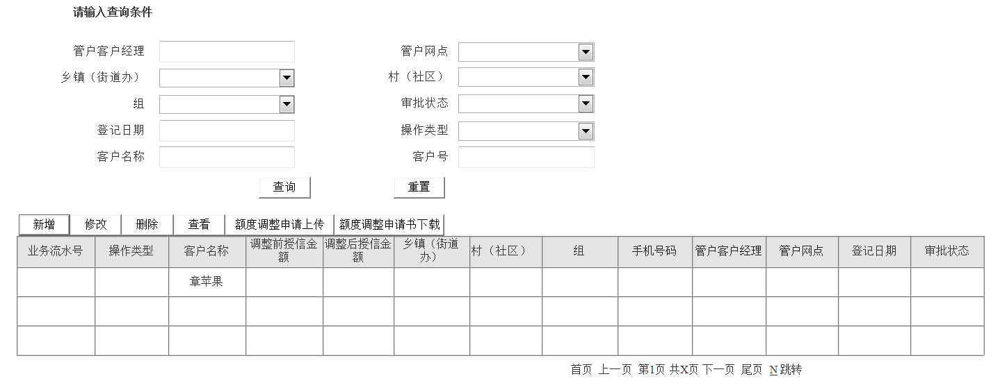 请输入查询条件
管户客户经理 管户网点
乡镇（街道办） 村（社区）
组 审批状态
登记日期 操作类型
客户名称 客户号
查询 重置
新增 修改 删除 查看 额度调整申请上传 额度调整申请书下载
业务流水号 操作类型 客户名称 调整前授信金额 调整后授信金额 乡镇（街道办） 村（社区） 组 手机号码 管户客户经理 管户网点 登记日期 审批状态
章苹果
首页 上一页 第1页 共X页 下一页 尾页 N 跳转